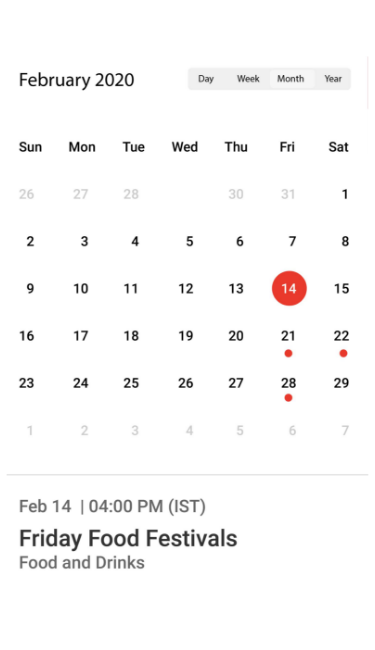 February 2020 Day Week Month Year
Sun Mon Tue Wed Thu Fri Sat
26 27 28 30 31 1
2 3 4 5 6 7 8
9 10 11 12 13 14 15
16 17 18 19 20 21 22
23 24 25 26 27 28 29
1 2 3 4 5 6 7
Feb 14 | 04:00 PM (IST)
Friday Food Festivals
Food and Drinks